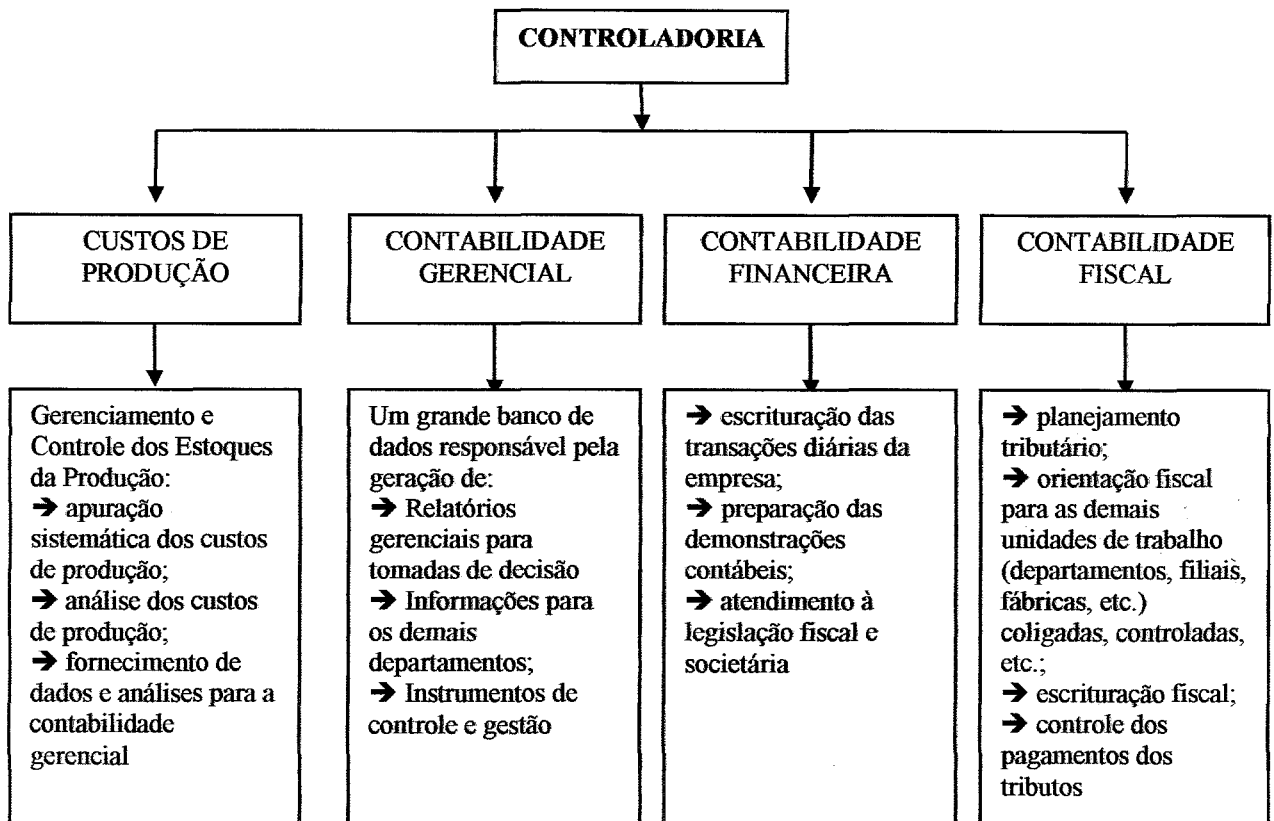 CONTROLADORIA
CUSTOS DE
PRODUÇÃO
CONTABILIDADE
GERENCIAL
CONTABILIDADE
FINANCEIRA
CONTABILIDADE
FISCAL
Gerenciamento e
Controle dos Estoques
da Produção:
➔ apuração
sistemática dos custos
de produção;
➔ análise dos custos
de produção;
➔ fornecimento de
dados e análises para a
contabilidade
gerencial
Um grande banco de
dados responsável pela
geração de:
➔ Relatórios
gerenciais para
tomadas de decisão
➔ Informações para
os demais
departamentos;
➔ Instrumentos de
controle e gestão
➔ escrituração das
transações diárias da
empresa;
➔ preparação das
demonstrações
contábeis;
➔ atendimento à
legislação fiscal e
societária
➔ planejamento
tributário;
➔ orientação fiscal
para as demais
unidades de trabalho
(departamentos, filiais,
fábricas, etc.)
coligadas, controladas,
etc.;
➔ escrituração fiscal;
➔ controle dos
pagamentos dos
tributos